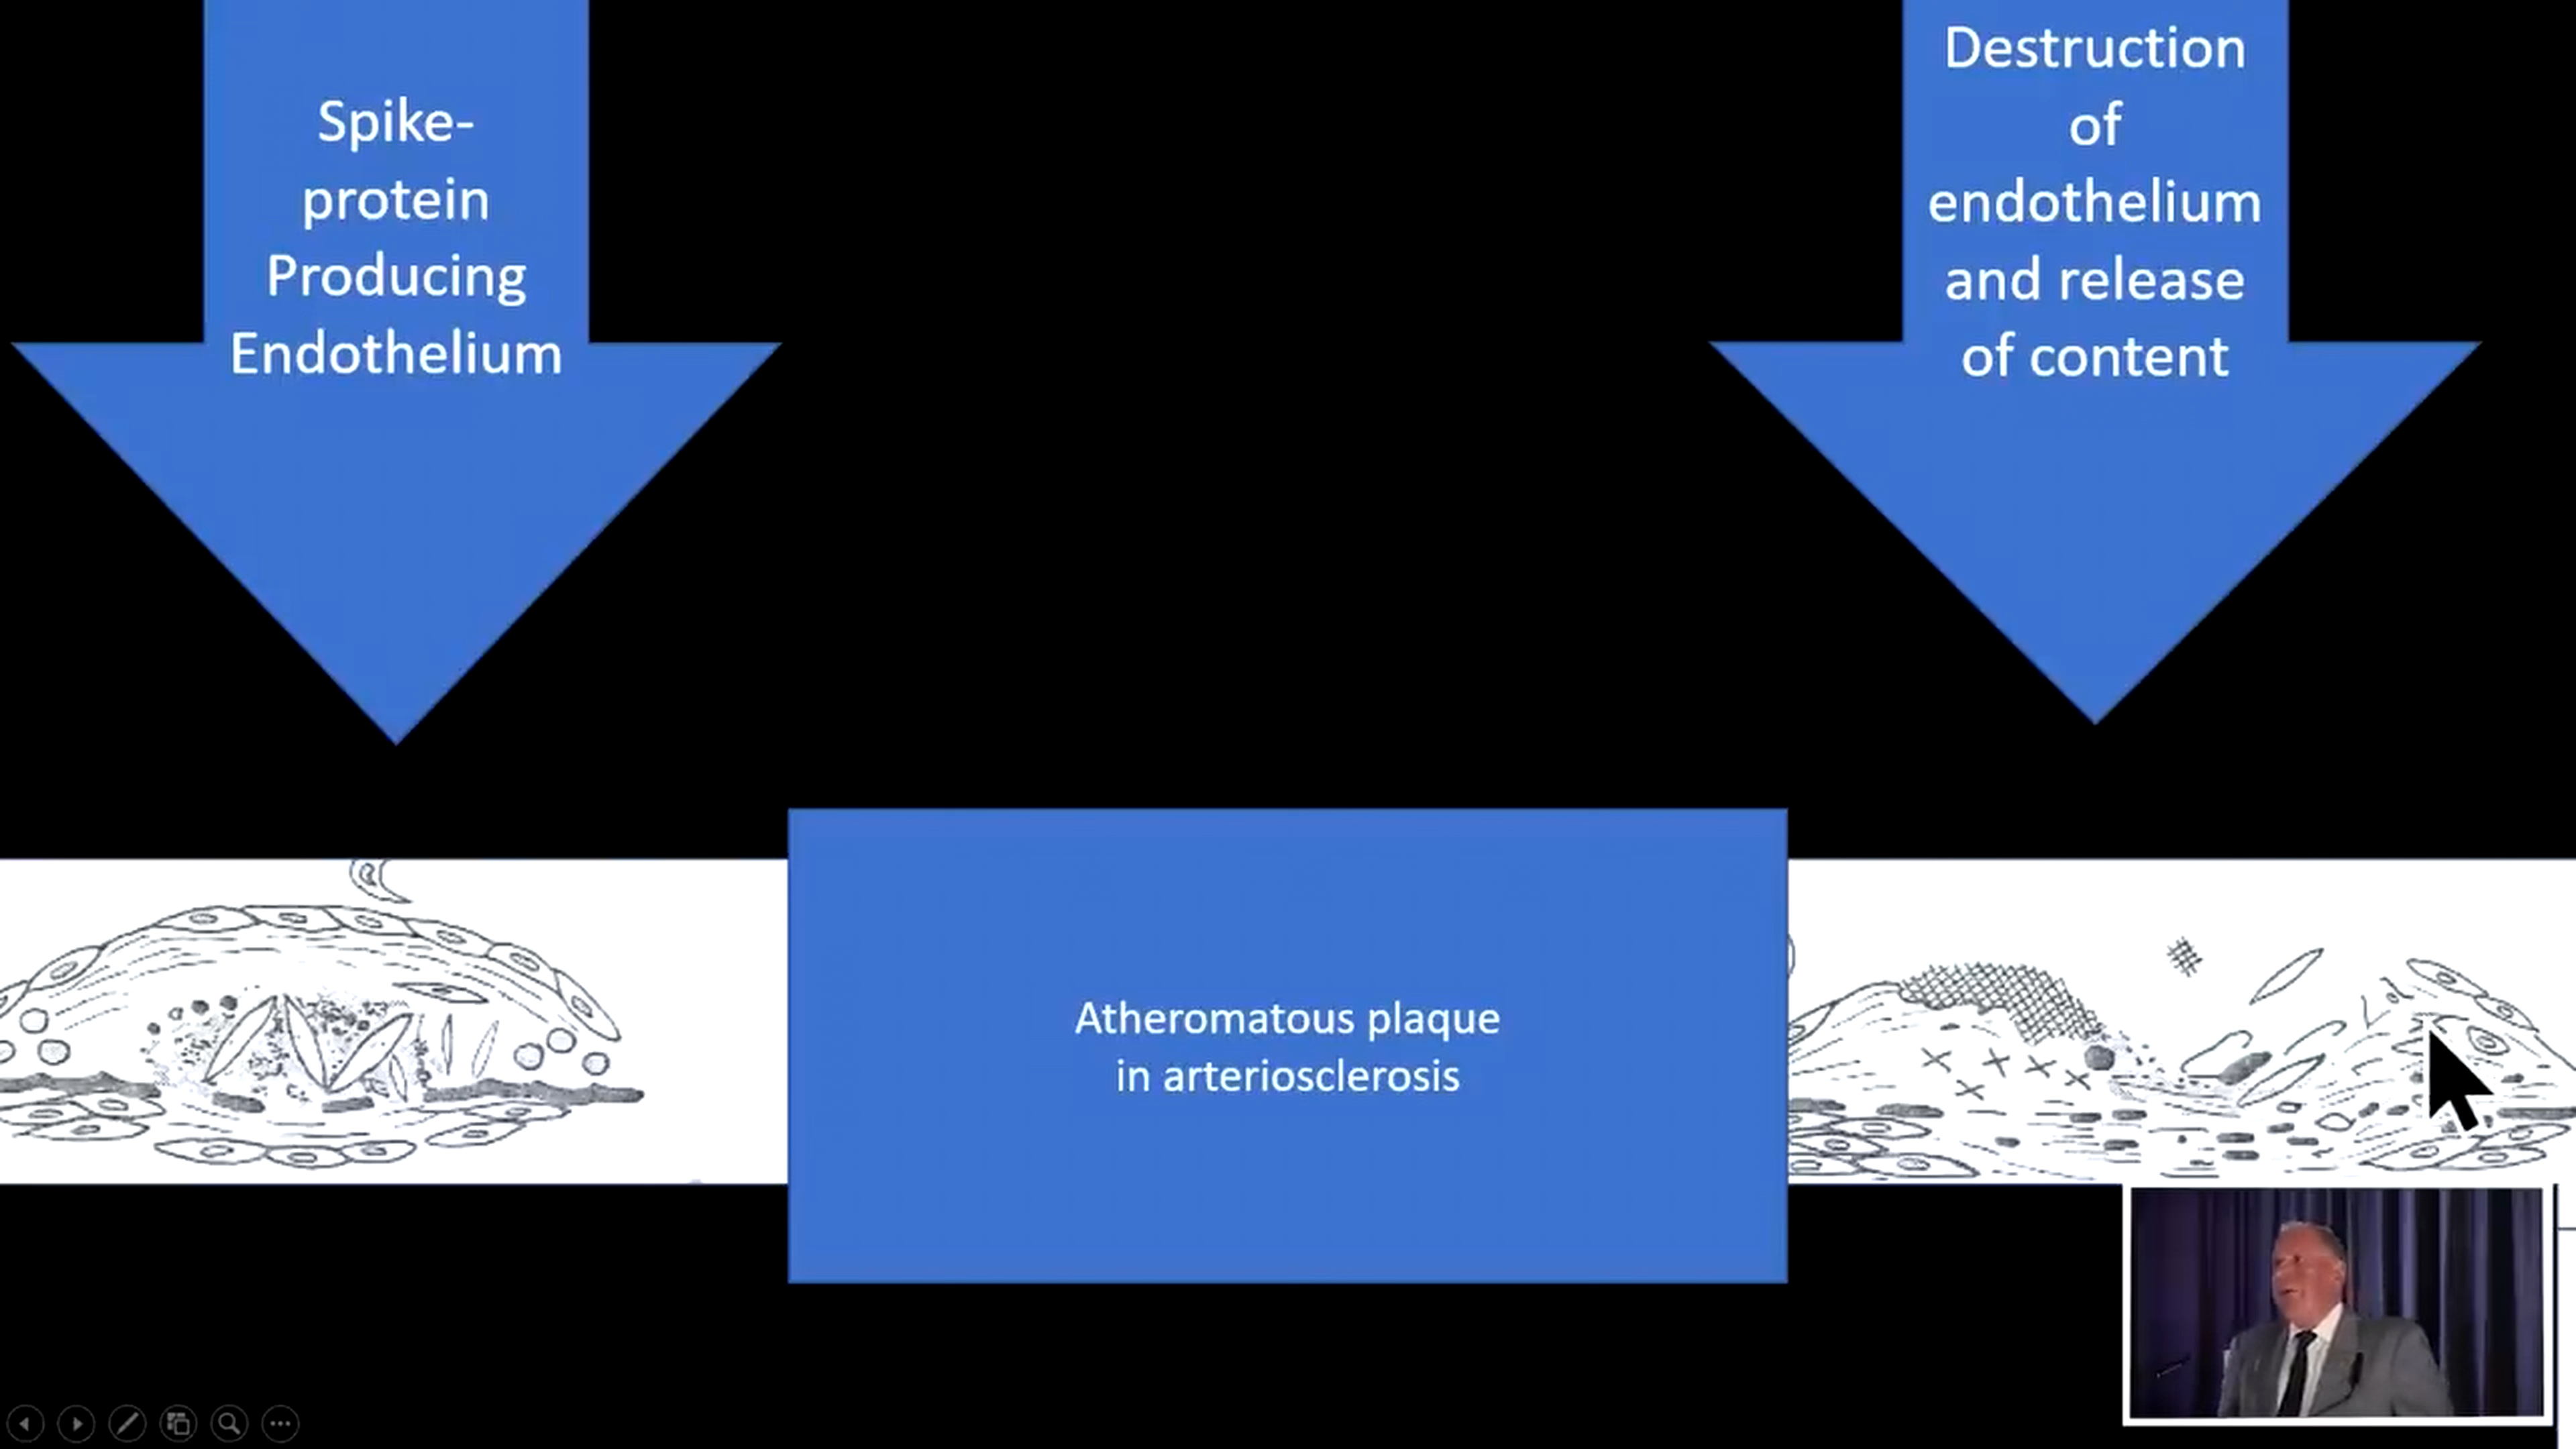 Spike-
protein
Producing
Endothelium
Destruction
of
endothelium
and release
of content
Atheromatous plaque
in arteriosclerosis